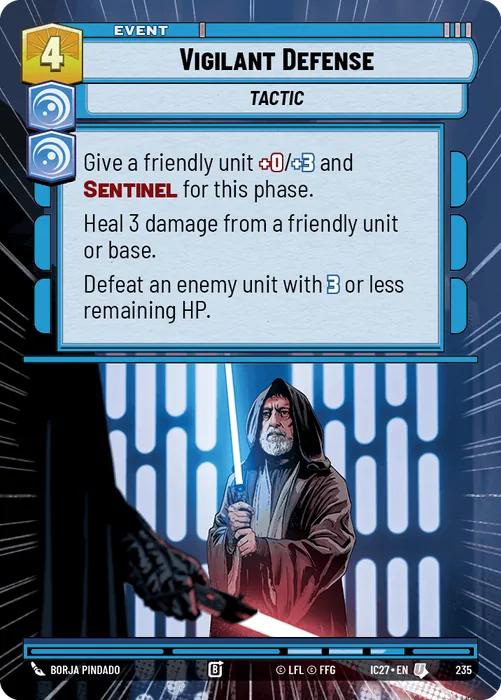 EVENT
4
VIGILANT DEFENSE
TACTIC
Give a friendly unit +0/+3 and
SENTINEL for this phase.
Heal 3 damage from a friendly unit
or base.
Defeat an enemy unit with 3 or less
remaining HP.
BORJA PINDADO
B
© LFL © FFG
IC27•EN
235